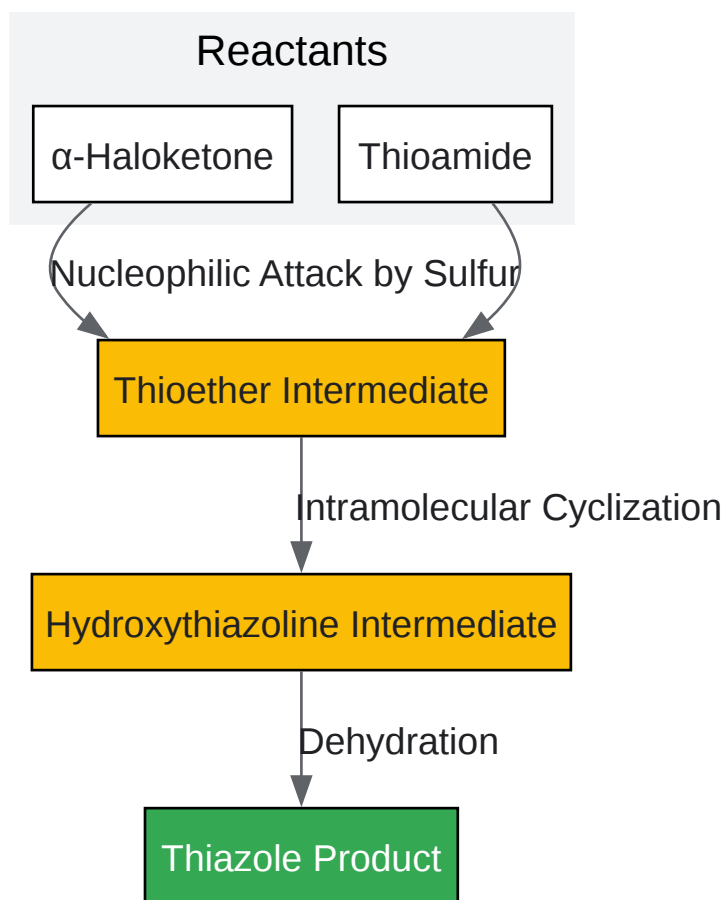 Reactants
α-Haloketone
Thioamide
Nucleophilic Attack by Sulfur
Thioether Intermediate
Intramolecular Cyclization
Hydroxythiazoline Intermediate
Dehydration
Thiazole Product